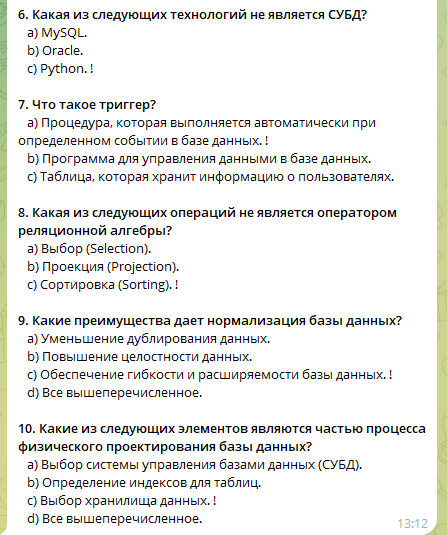 6. Какая из следующих технологий не является СУБД?
a) MySQL.
b) Oracle.
c) Python. !
7. Что такое триггер?
a) Процедура, которая выполняется автоматически при
определенном событии в базе данных. !
b) Программа для управления данными в базе данных.
c) Таблица, которая хранит информацию о пользователях.
8. Какая из следующих операций не является оператором
реляционной алгебры?
a) Выбор (Selection).
b) Проекция (Projection).
c) Сортировка (Sorting). !
9. Какие преимущества дает нормализация базы данных?
a) Уменьшение дублирования данных.
b) Повышение целостности данных.
c) Обеспечение гибкости и расширяемости базы данных. !
d) Все вышеперечисленное.
10. Какие из следующих элементов являются частью процесса
физического проектирования базы данных?
a) Выбор системы управления базами данных (СУБД).
b) Определение индексов для таблиц.
c) Выбор хранилища данных. !
d) Все вышеперечисленное.
13:12